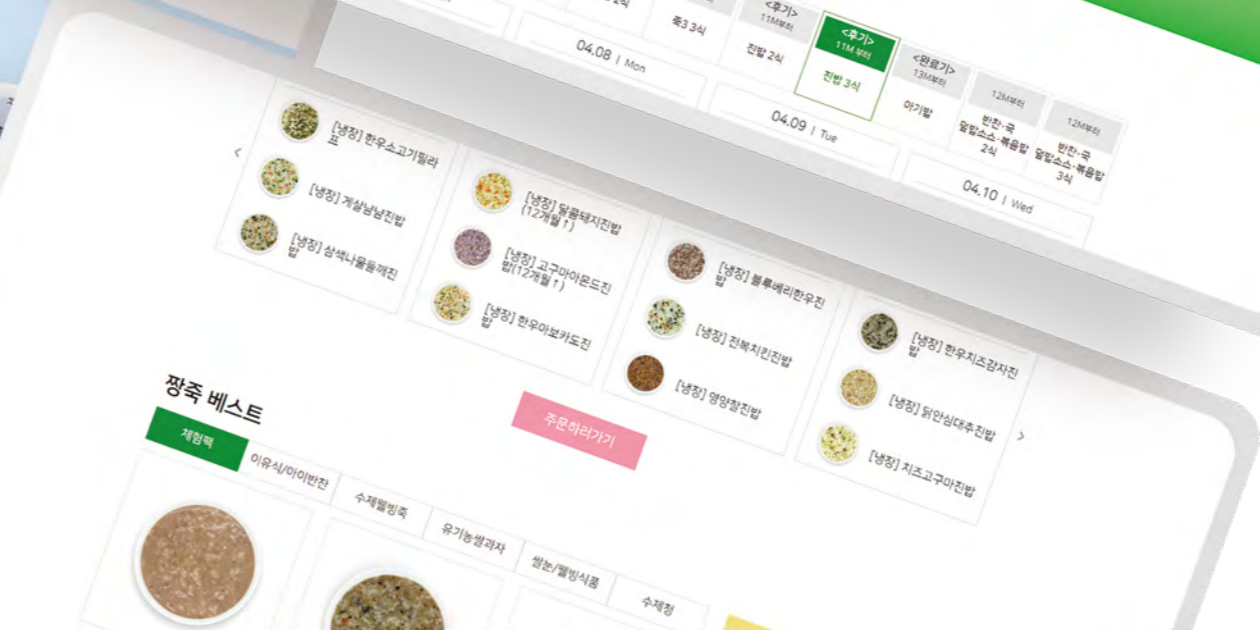 죽3 3식
<후기>
11M부터
진밥 2식
<후기>
11M 부터
진밥 3식
<완료기>
13M부터
아기밥
12M부터
반찬·국
덮밥소스·볶음밥
2식
12M부터
반찬·국
덮밥소스·볶음밥
3식
04.08 | Mon
04.09 | Tue
04.10 | Wed
<
[냉장] 한우소고기필라
프
[냉장] 게살냠냠진밥
[냉장] 삼색나물들깨진
밥
[냉장] 달콤돼지진밥
(12개월↑)
[냉장] 고구마아몬드진
밥(12개월↑)
[냉장] 한우아보카도진
밥
[냉장] 블루베리한우진
밥
[냉장] 전복치킨진밥
[냉장] 영양찰진밥
[냉장] 한우치즈감자진
밥
[냉장] 닭안심대추진밥
[냉장] 치즈고구마진밥
>
주문하러가기
짱죽 베스트
체험팩
이유식/아이반찬
수제웰빙죽
유기농쌀과자
쌀눈/웰빙식품
수제청